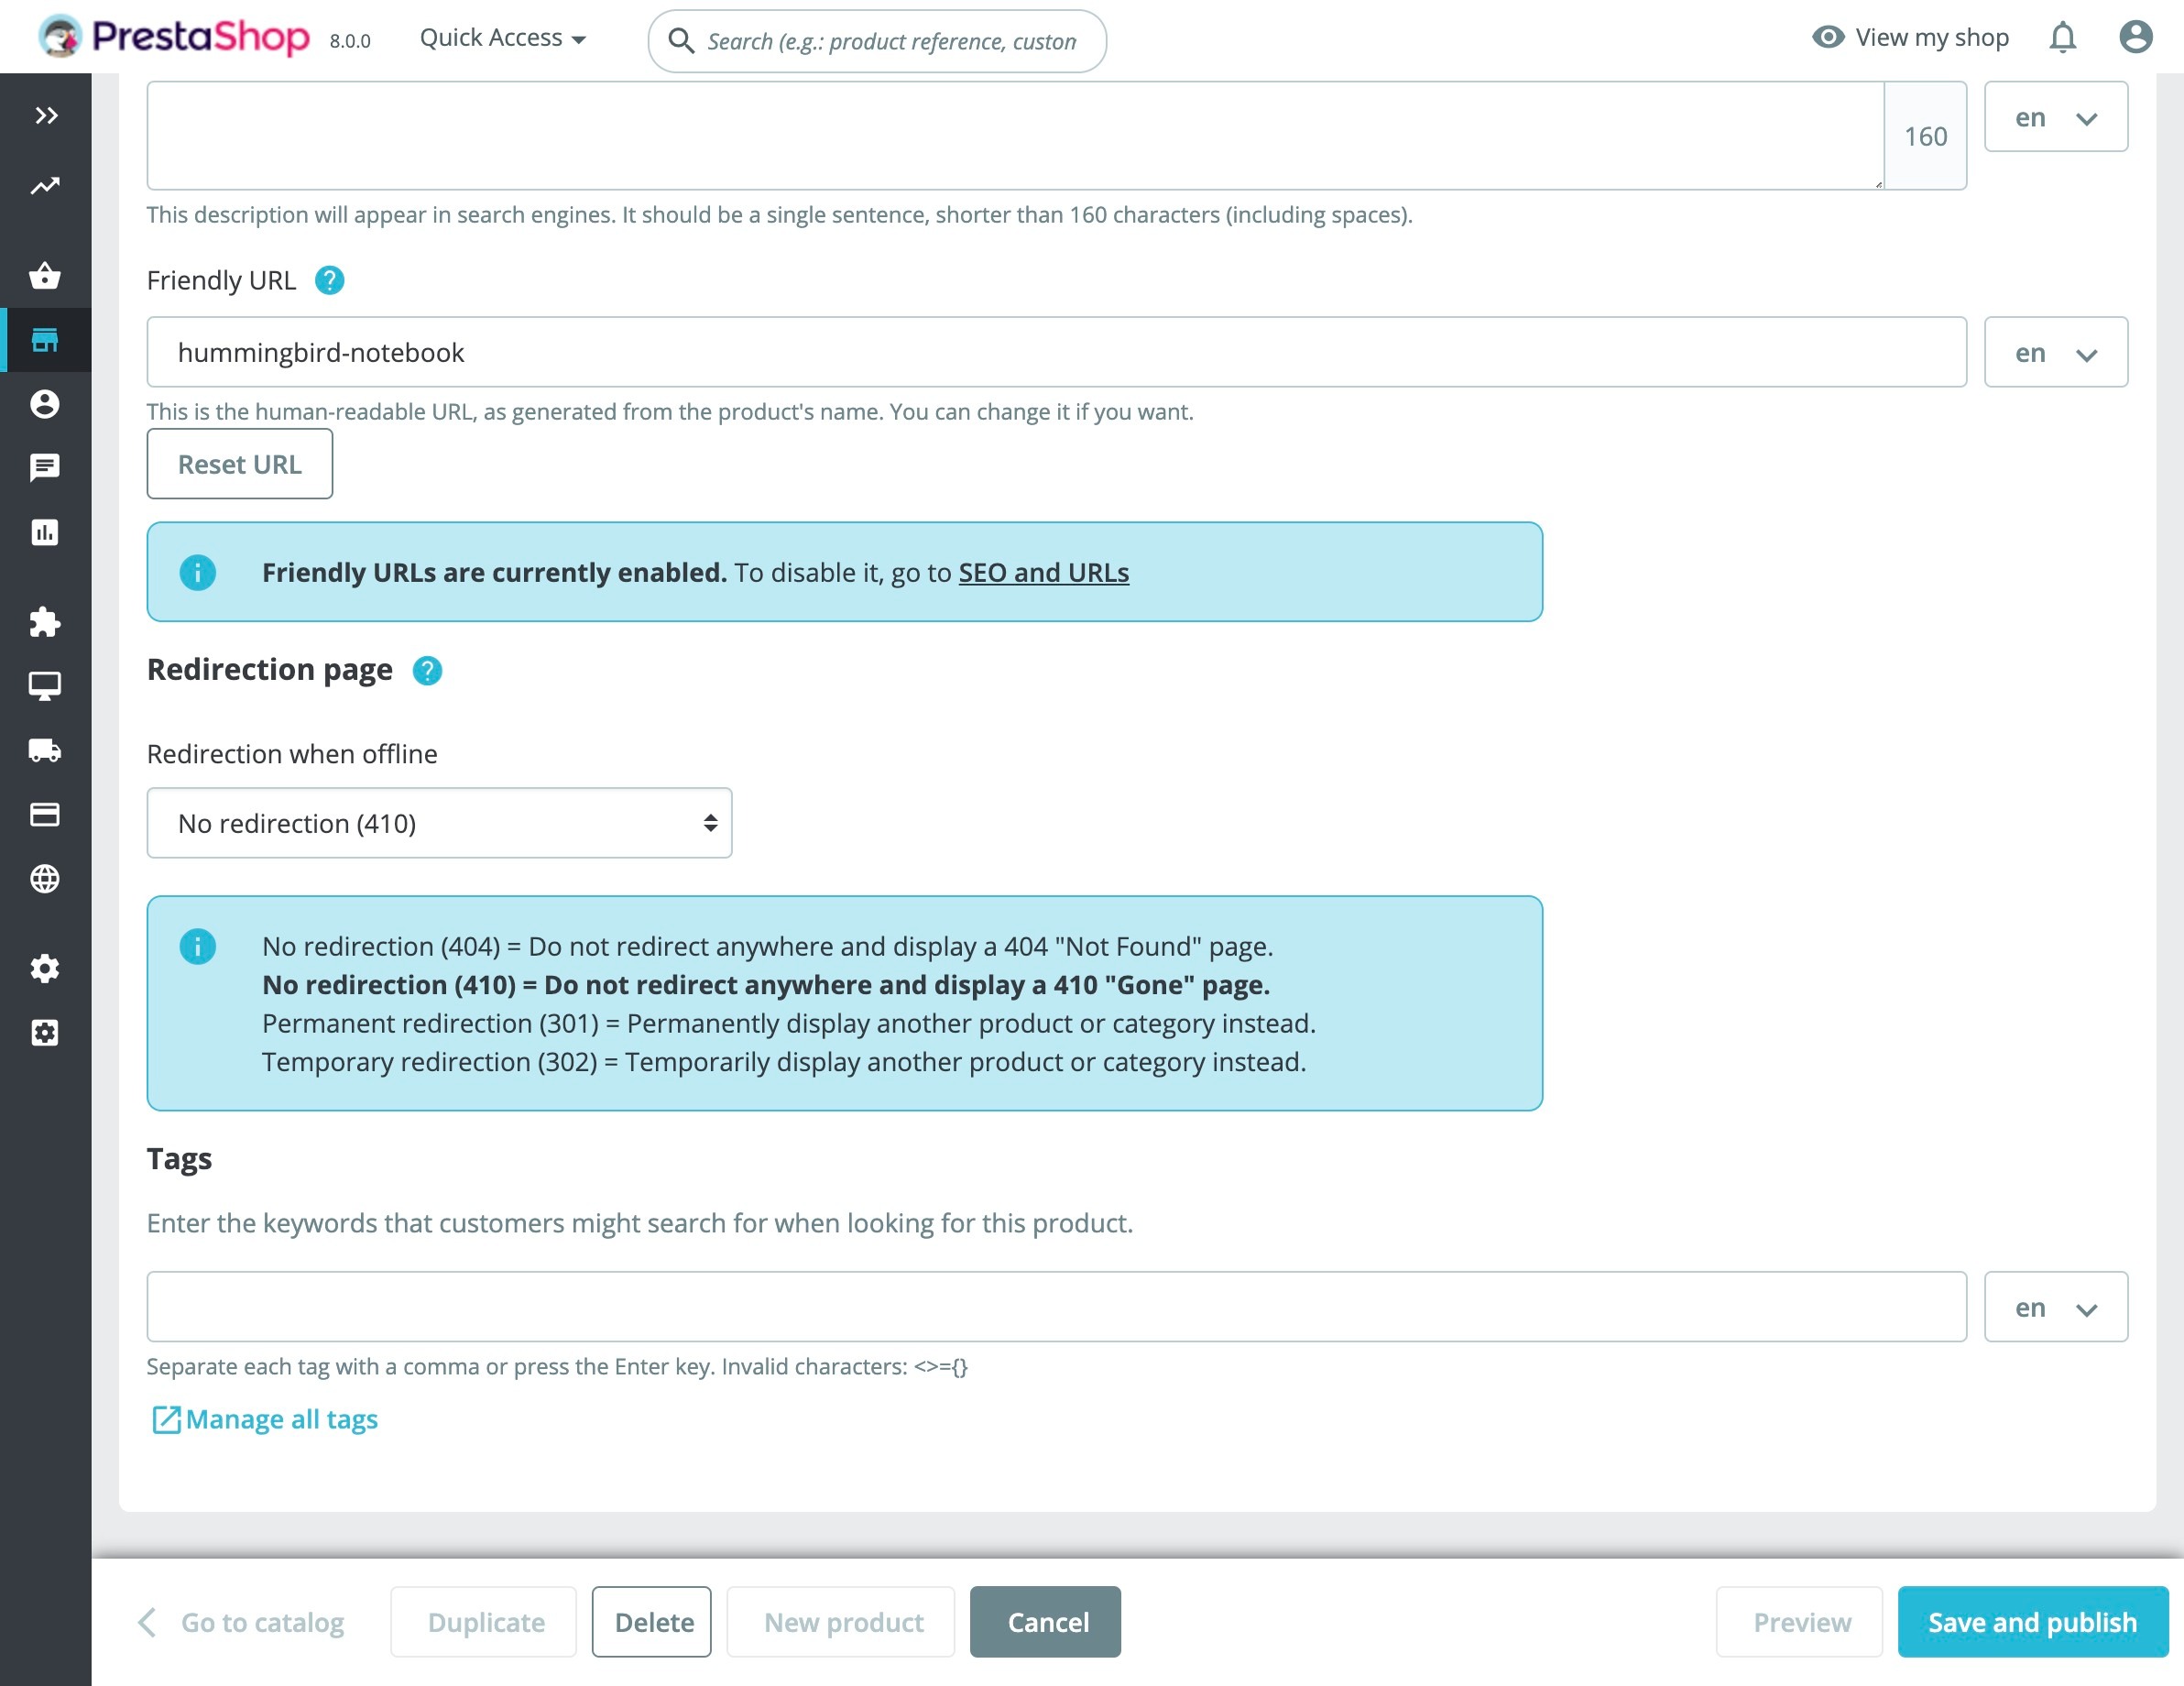 PrestaShop 8.0.0 Quick Access Search (e.g.: product reference, custon View my shop
160 en
This description will appear in search engines. It should be a single sentence, shorter than 160 characters (including spaces).
Friendly URL ?
hummingbird-notebook en
This is the human-readable URL, as generated from the product's name. You can change it if you want.
Reset URL
Friendly URLs are currently enabled. To disable it, go to SEO and URLs
Redirection page ?
Redirection when offline
No redirection (410)
No redirection (404) = Do not redirect anywhere and display a 404 "Not Found" page.
No redirection (410) = Do not redirect anywhere and display a 410 "Gone" page.
Permanent redirection (301) = Permanently display another product or category instead.
Temporary redirection (302) = Temporarily display another product or category instead.
Tags
Enter the keywords that customers might search for when looking for this product.
en
Separate each tag with a comma or press the Enter key. Invalid characters: <>={}
Manage all tags
Go to catalog Duplicate Delete New product Cancel Preview Save and publish